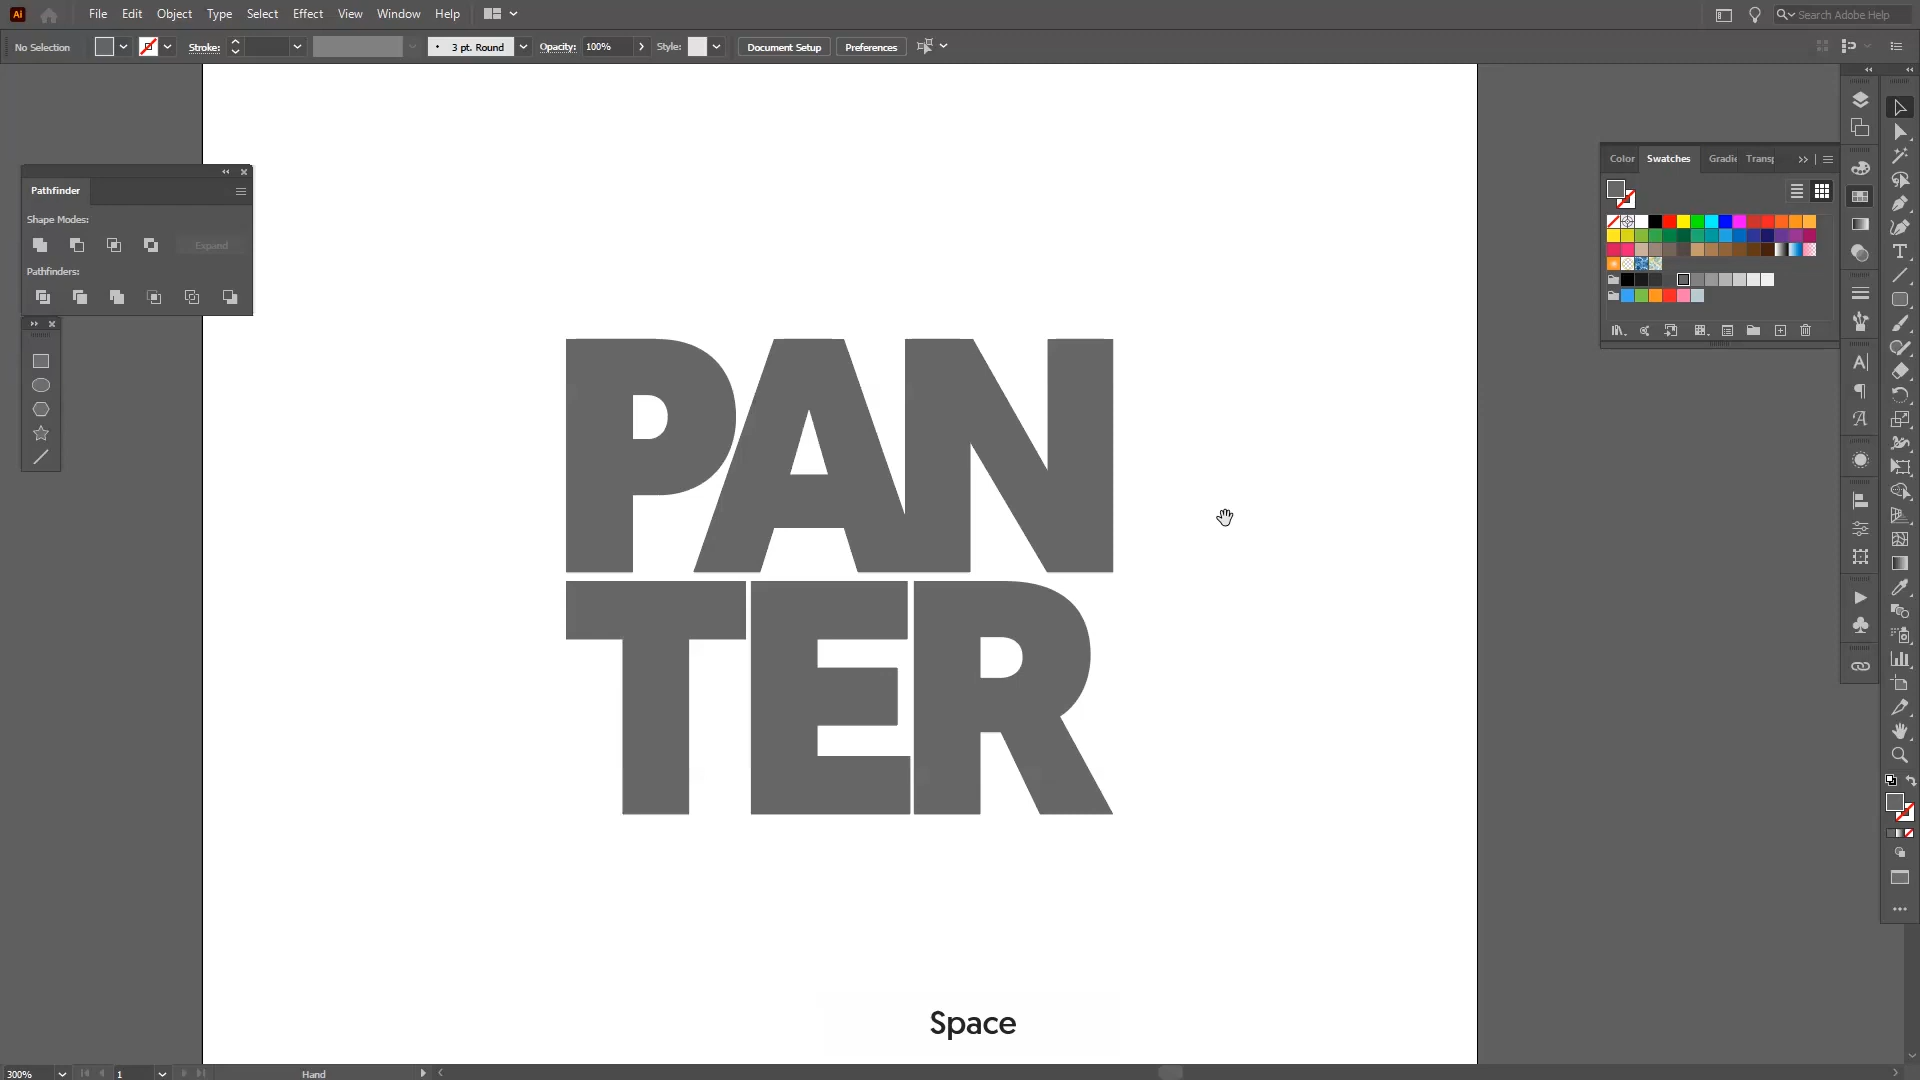 Ai File Edit Object Type Select Effect View Window Help Search Adobe Help
No Selection Stroke: 3 pt. Round Opacity: 100% Style: Document Setup Preferences
Pathfinder
Shape Modes:
Expand
Pathfinders:
Color Swatches Gradi Transp
PAN
TER
Space
300% 1 Hand